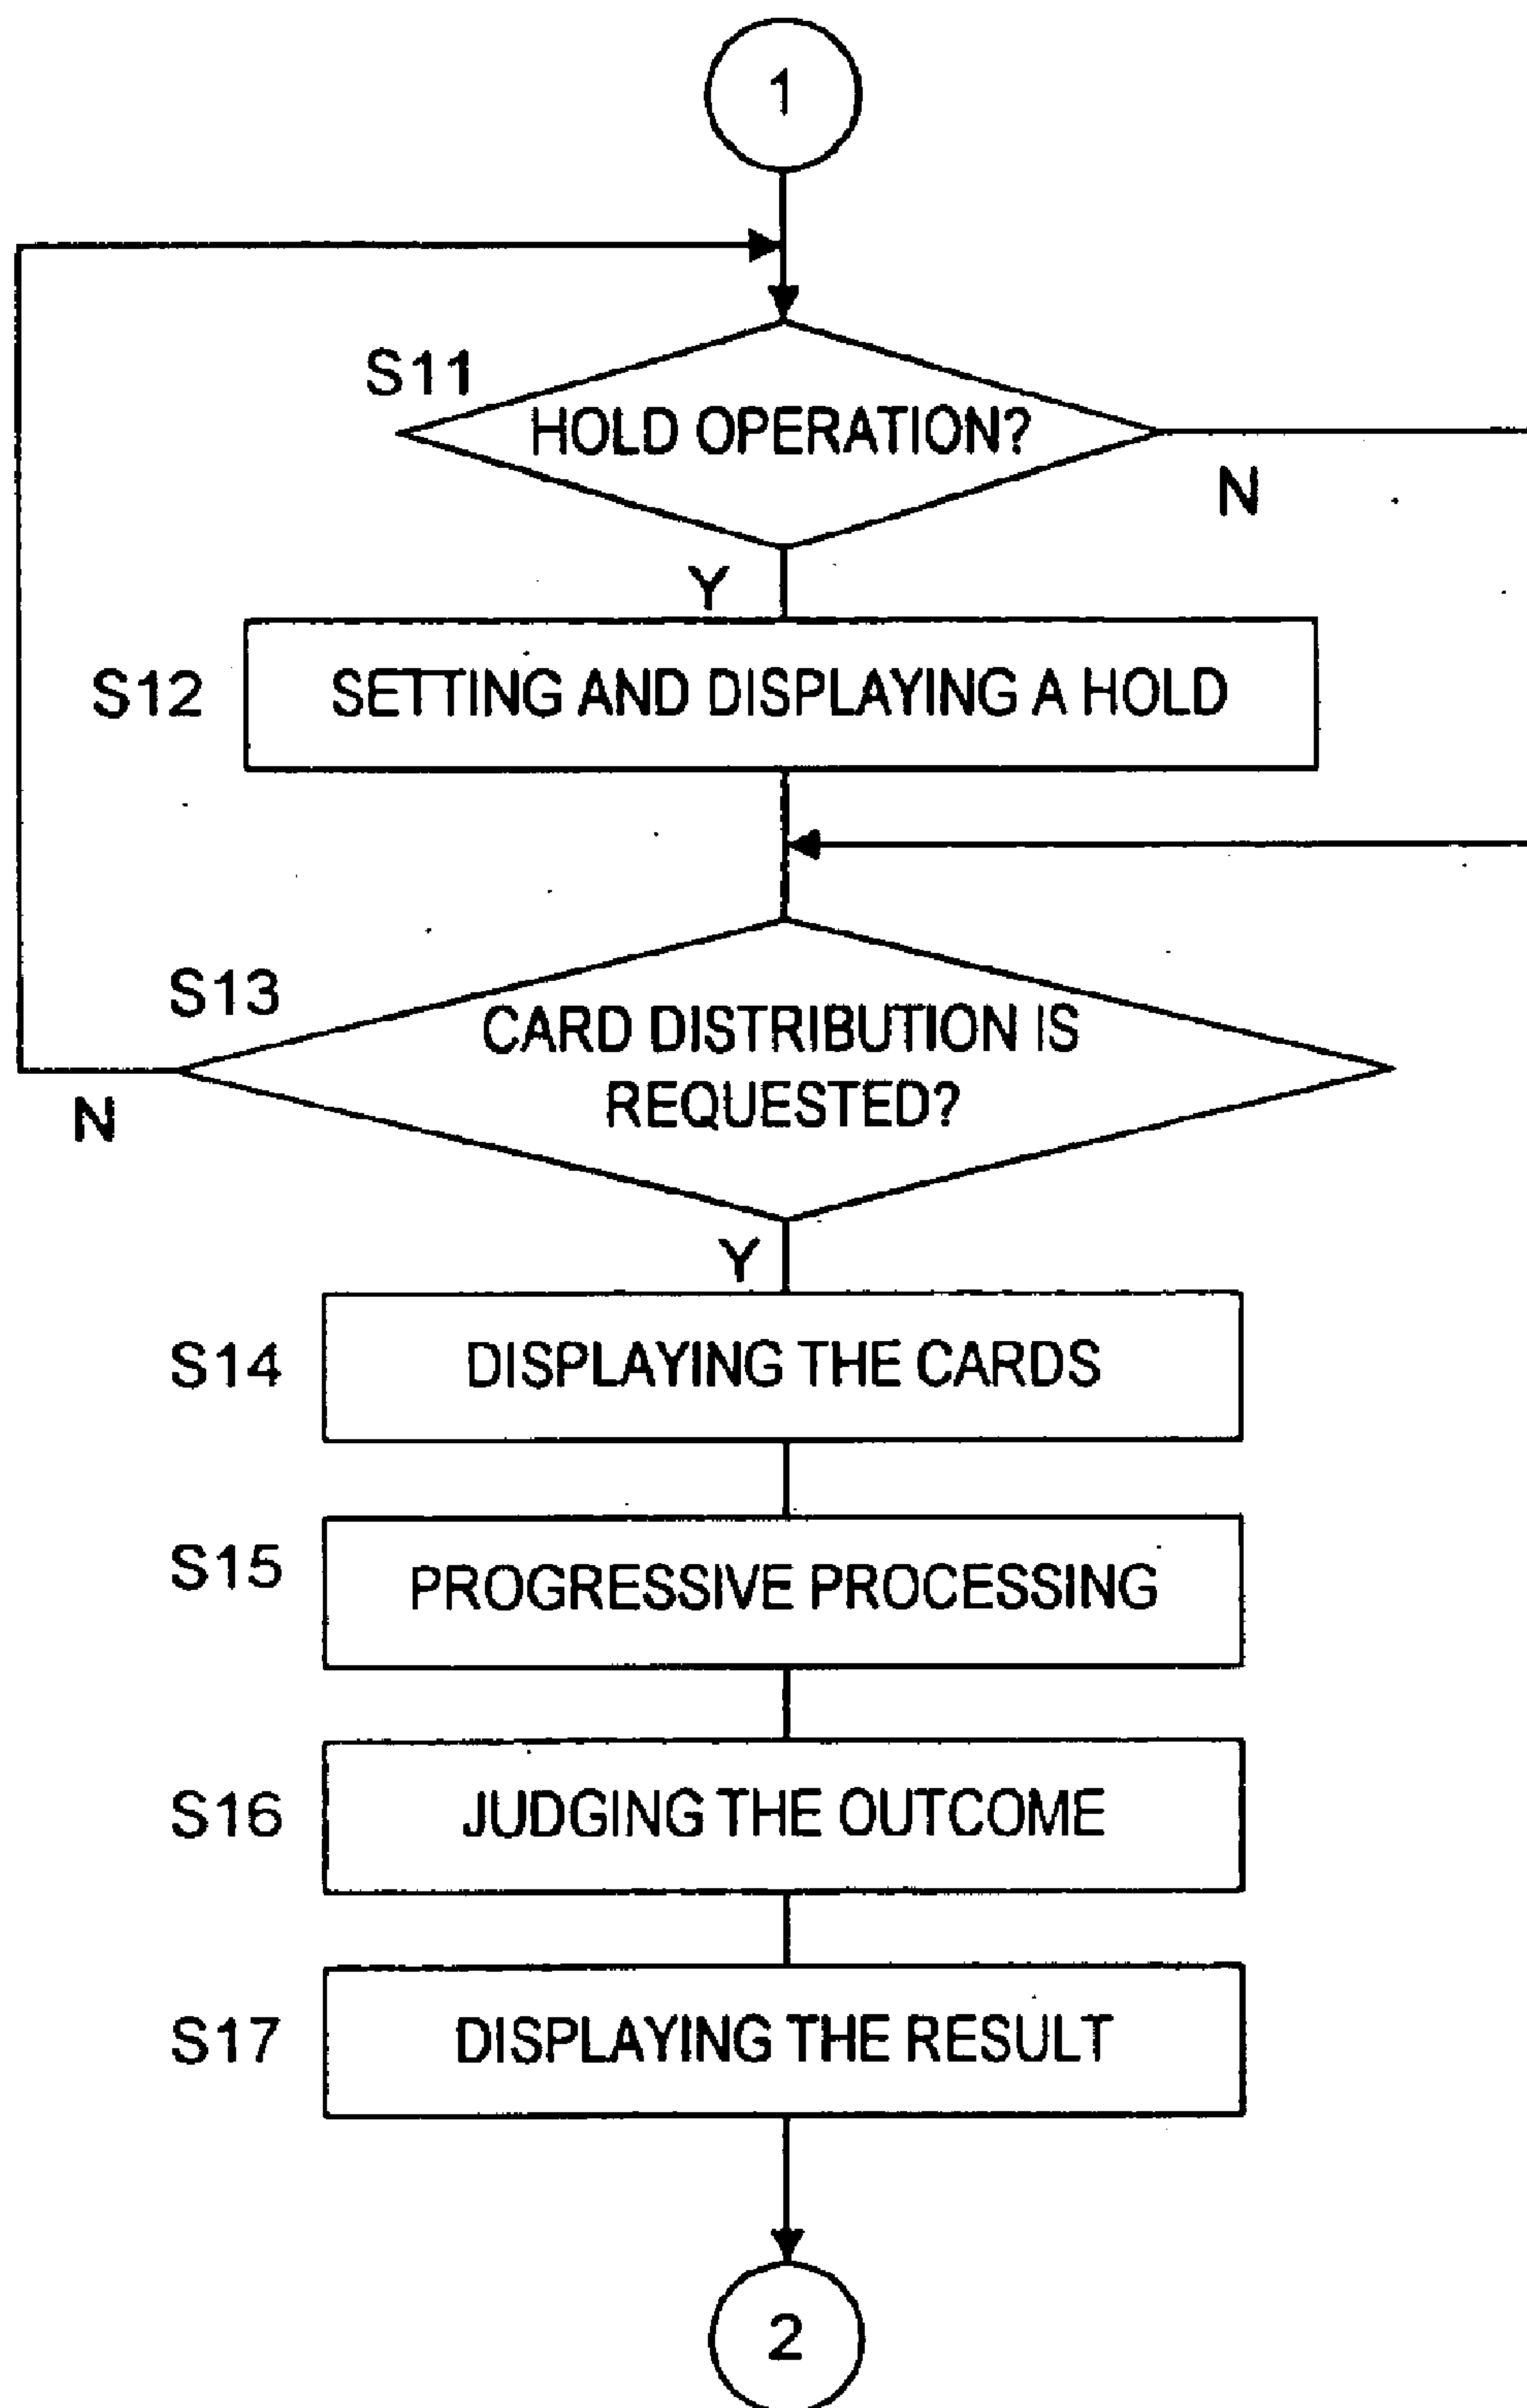 1
S11
HOLD OPERATION?
N
Y
S12
SETTING AND DISPLAYING A HOLD
S13
CARD DISTRIBUTION IS
REQUESTED?
N
Y
S14
DISPLAYING THE CARDS
S15
PROGRESSIVE PROCESSING
S16
JUDGING THE OUTCOME
S17
DISPLAYING THE RESULT
2